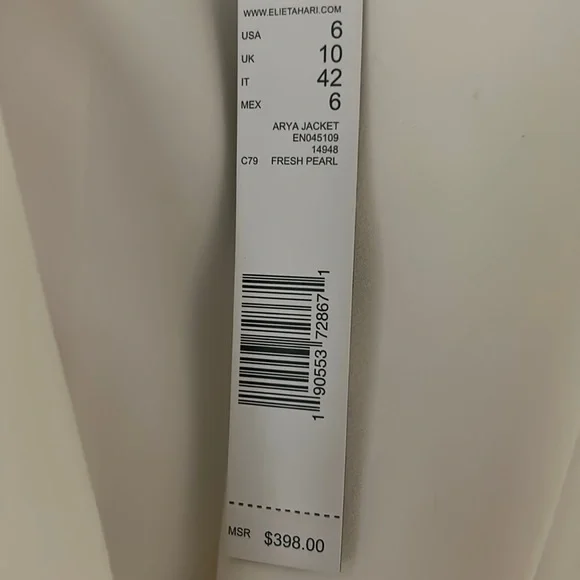 WWW.ELIETAHARI.COM
USA 6
UK 10
IT 42
MEX 6
ARYA JACKET
EN045109
14948
C79 FRESH PEARL
1 90553 72867 1
MSR $398.00